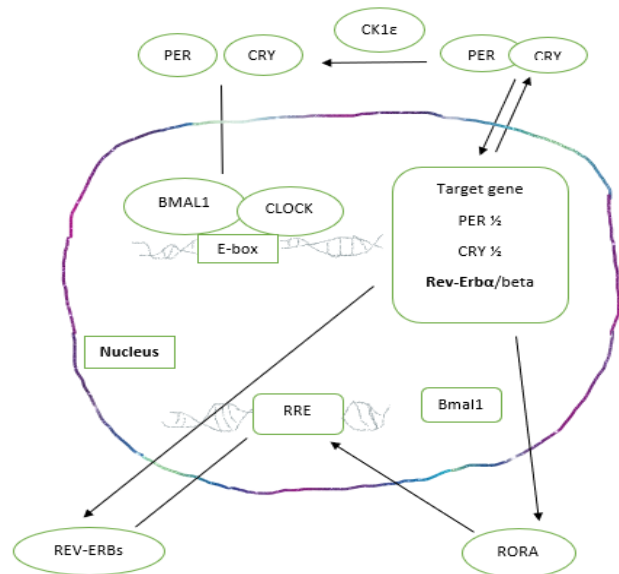 CK1ε
PER
CRY
PER
CRY
BMAL1
CLOCK
E-box
Target gene
PER ½
CRY ½
Rev-Erbα/beta
Nucleus
RRE
Bmal1
REV-ERBs
RORA